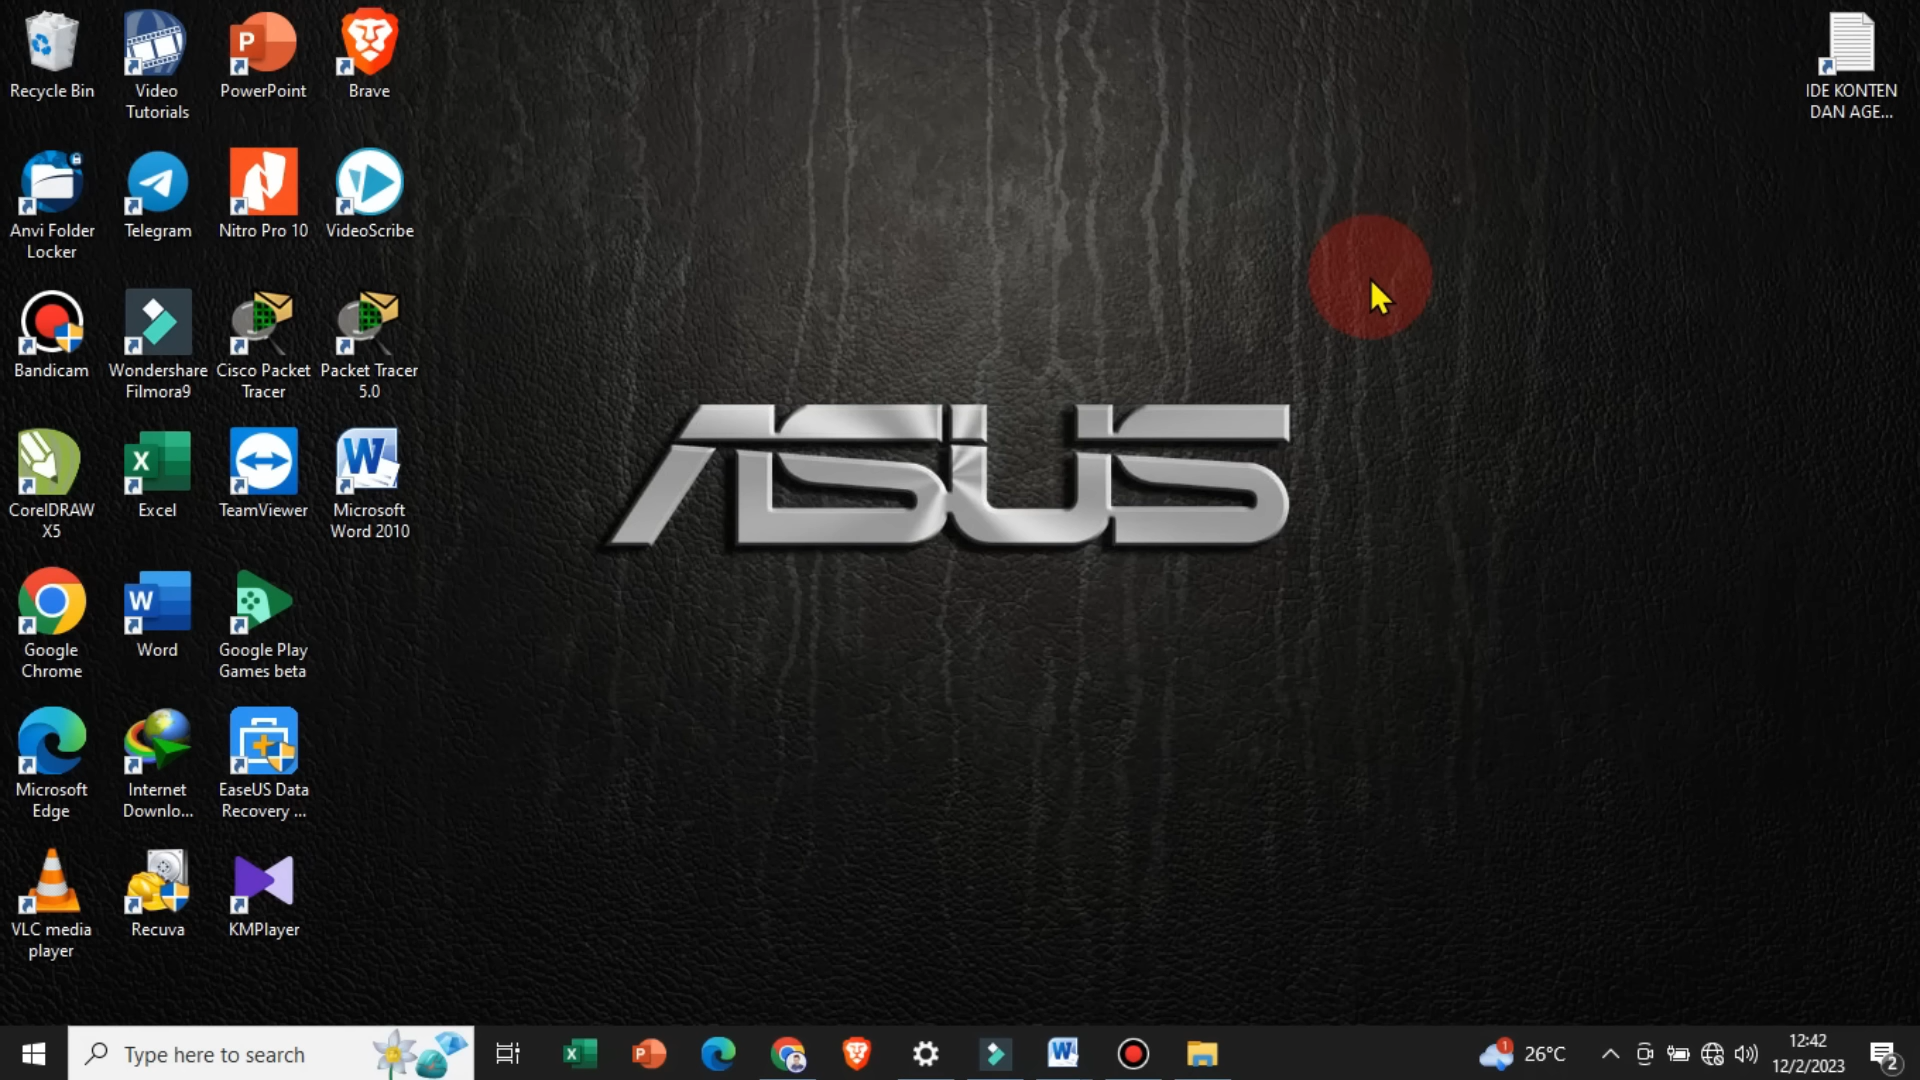 Recycle Bin
Video
Tutorials
PowerPoint
Brave
IDE KONTEN
DAN AGE...
Anvi Folder
Locker
Telegram
Nitro Pro 10
VideoScribe
Bandicam
Wondershare
Filmora9
Cisco Packet
Tracer
Packet Tracer
5.0
ASUS
CorelDRAW
X5
Excel
TeamViewer
Microsoft
Word 2010
Google
Chrome
Word
Google Play
Games beta
Microsoft
Edge
Internet
Downlo...
EaseUS Data
Recovery ...
VLC media
player
Recuva
KMPlayer
Type here to search
1
26°C
12:42
12/2/2023
2